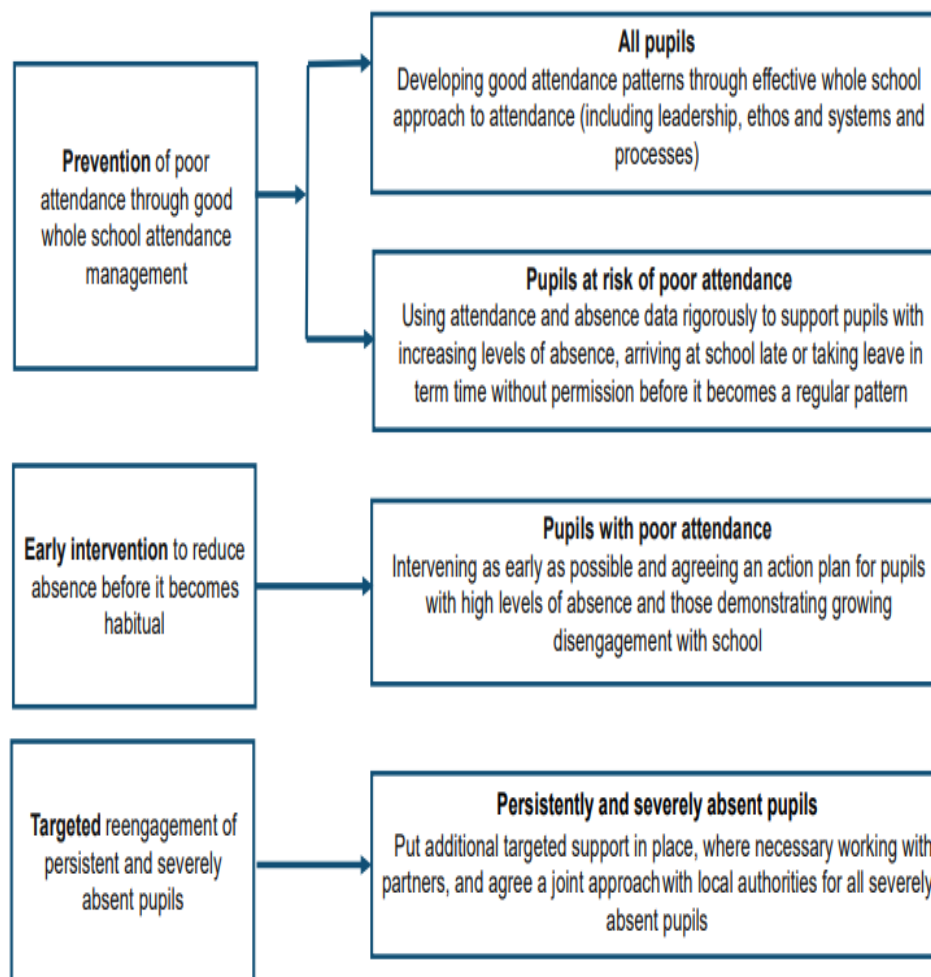 Prevention of poor
attendance through good
whole school attendance
management
All pupils
Developing good attendance patterns through effective whole school
approach to attendance (including leadership, ethos and systems and
processes)
Pupils at risk of poor attendance
Using attendance and absence data rigorously to support pupils with
increasing levels of absence, arriving at school late or taking leave in
term time without permission before it becomes a regular pattern
Early intervention to reduce
absence before it becomes
habitual
Pupils with poor attendance
Intervening as early as possible and agreeing an action plan for pupils
with high levels of absence and those demonstrating growing
disengagement with school
Targeted reengagement of
persistent and severely
absent pupils
Persistently and severely absent pupils
Put additional targeted support in place, where necessary working with
partners, and agree a joint approach with local authorities for all severely
absent pupils